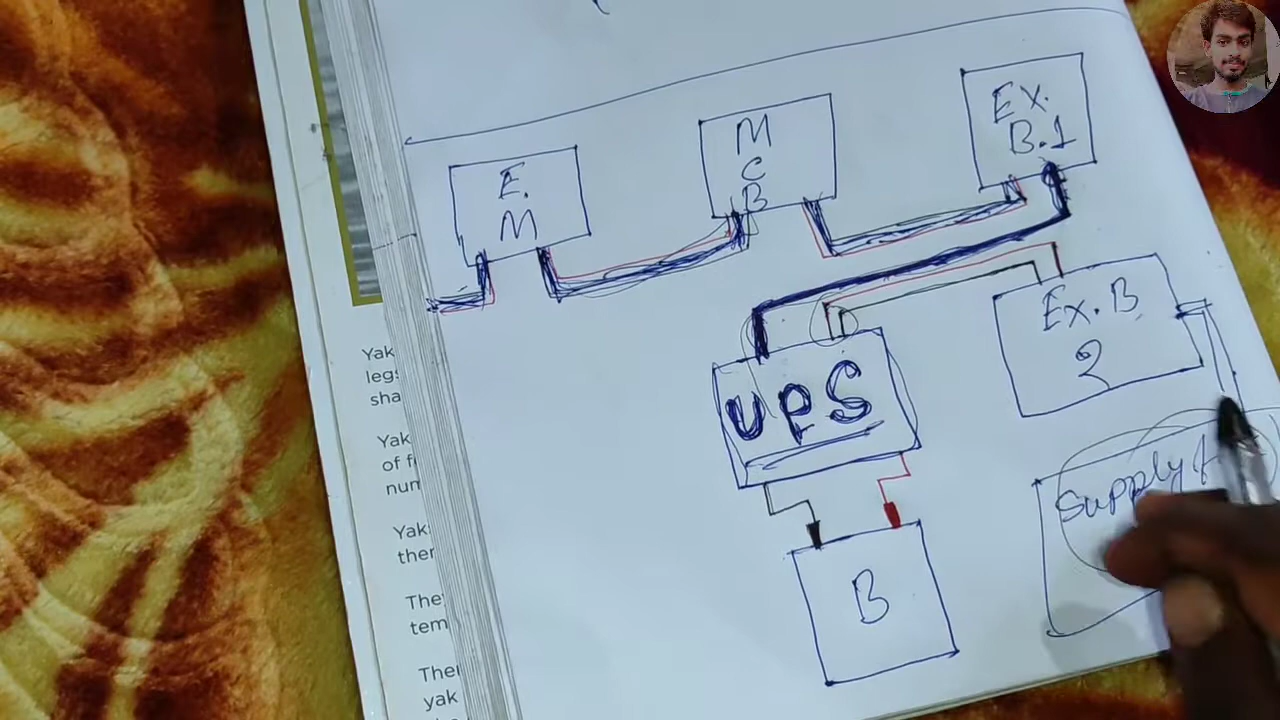 E.
M
M
C
B
Ex.
B.1
Ex. B
2
UPS
B
Supply
Yak
legs
sha
Yak
of f
num
Yak
ther
The
tem
The
yak